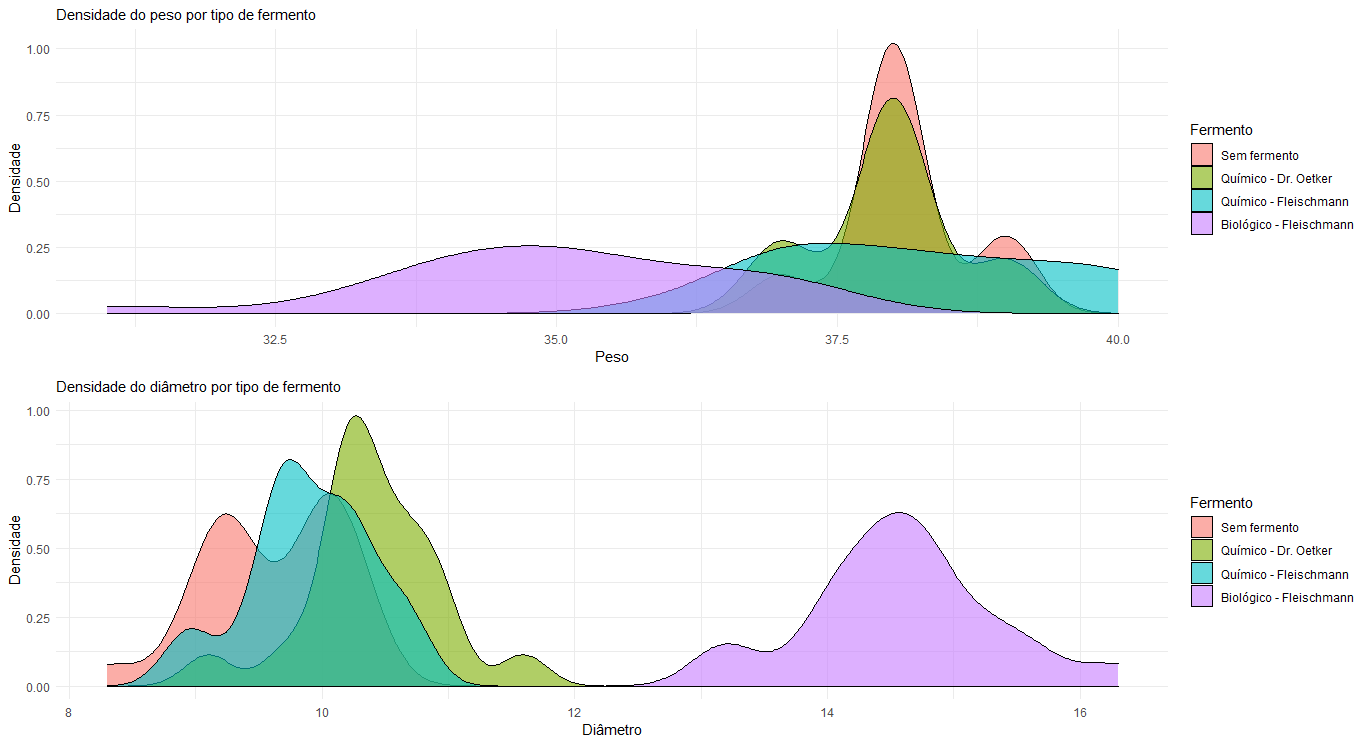 Densidade do peso por tipo de fermento
1.00
0.75
0.50
0.25
0.00
Densidade
32.5 35.0 37.5 40.0
Peso
Fermento
Sem fermento
Químico - Dr. Oetker
Químico - Fleischmann
Biológico - Fleischmann
Densidade do diâmetro por tipo de fermento
1.00
0.75
0.50
0.25
0.00
Densidade
8 10 12 14 16
Diâmetro
Fermento
Sem fermento
Químico - Dr. Oetker
Químico - Fleischmann
Biológico - Fleischmann